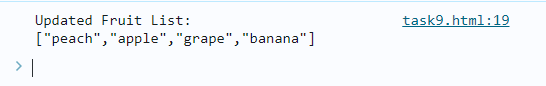 Updated Fruit List: task9.html:19
["peach","apple","grape","banana"]
>